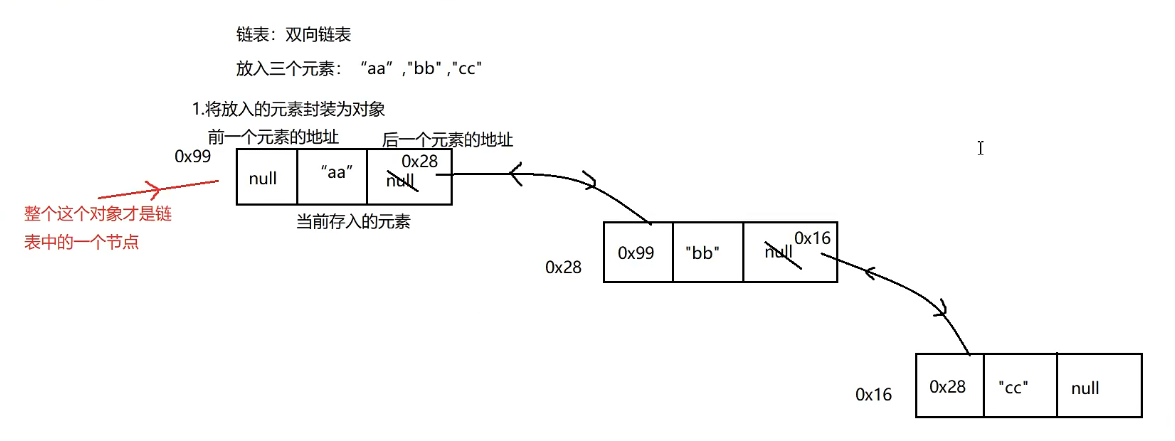 链表：双向链表
放入三个元素：“aa”,"bb" ,"cc"
1.将放入的元素封装为对象
前一个元素的地址
后一个元素的地址
0x99
null
“aa”
0x28
null
当前存入的元素
整个这个对象才是链
表中的一个节点
0x28
0x99
"bb"
0x16
null
0x16
0x28
"cc"
null